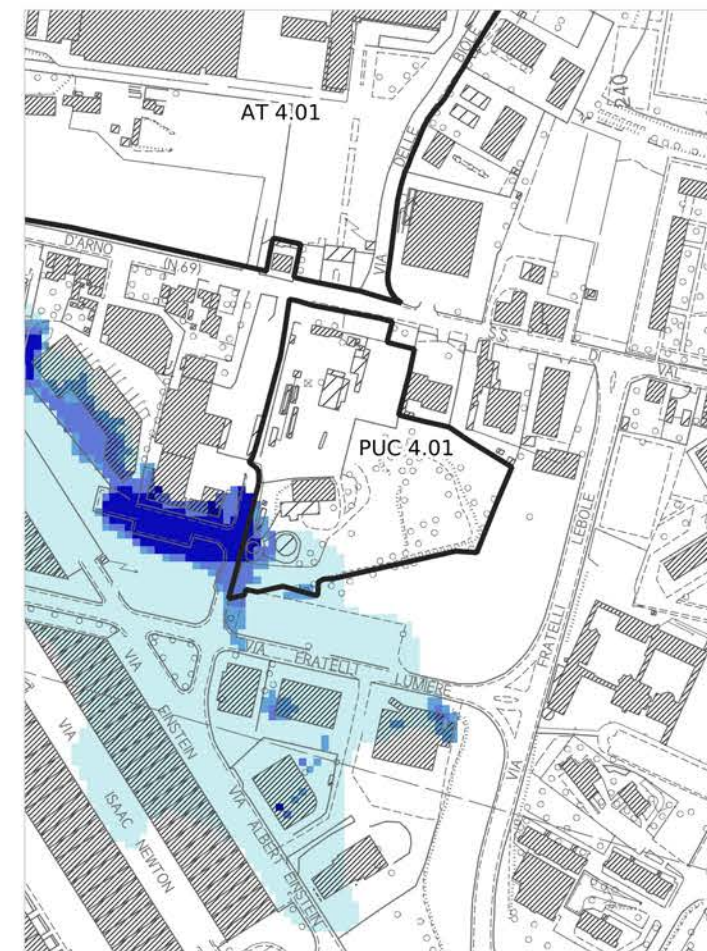 AT 4.01
VIA DELLE BIOLE
240
D'ARNO (N.69)
S.S. DI VAL
PUC 4.01
VIA FRATELLI LEBOLE
VIA FRATELLI LUMIERE
VIA EINSTEIN
VIA ALBERT EINSTEIN
VIA ISAAC NEWTON